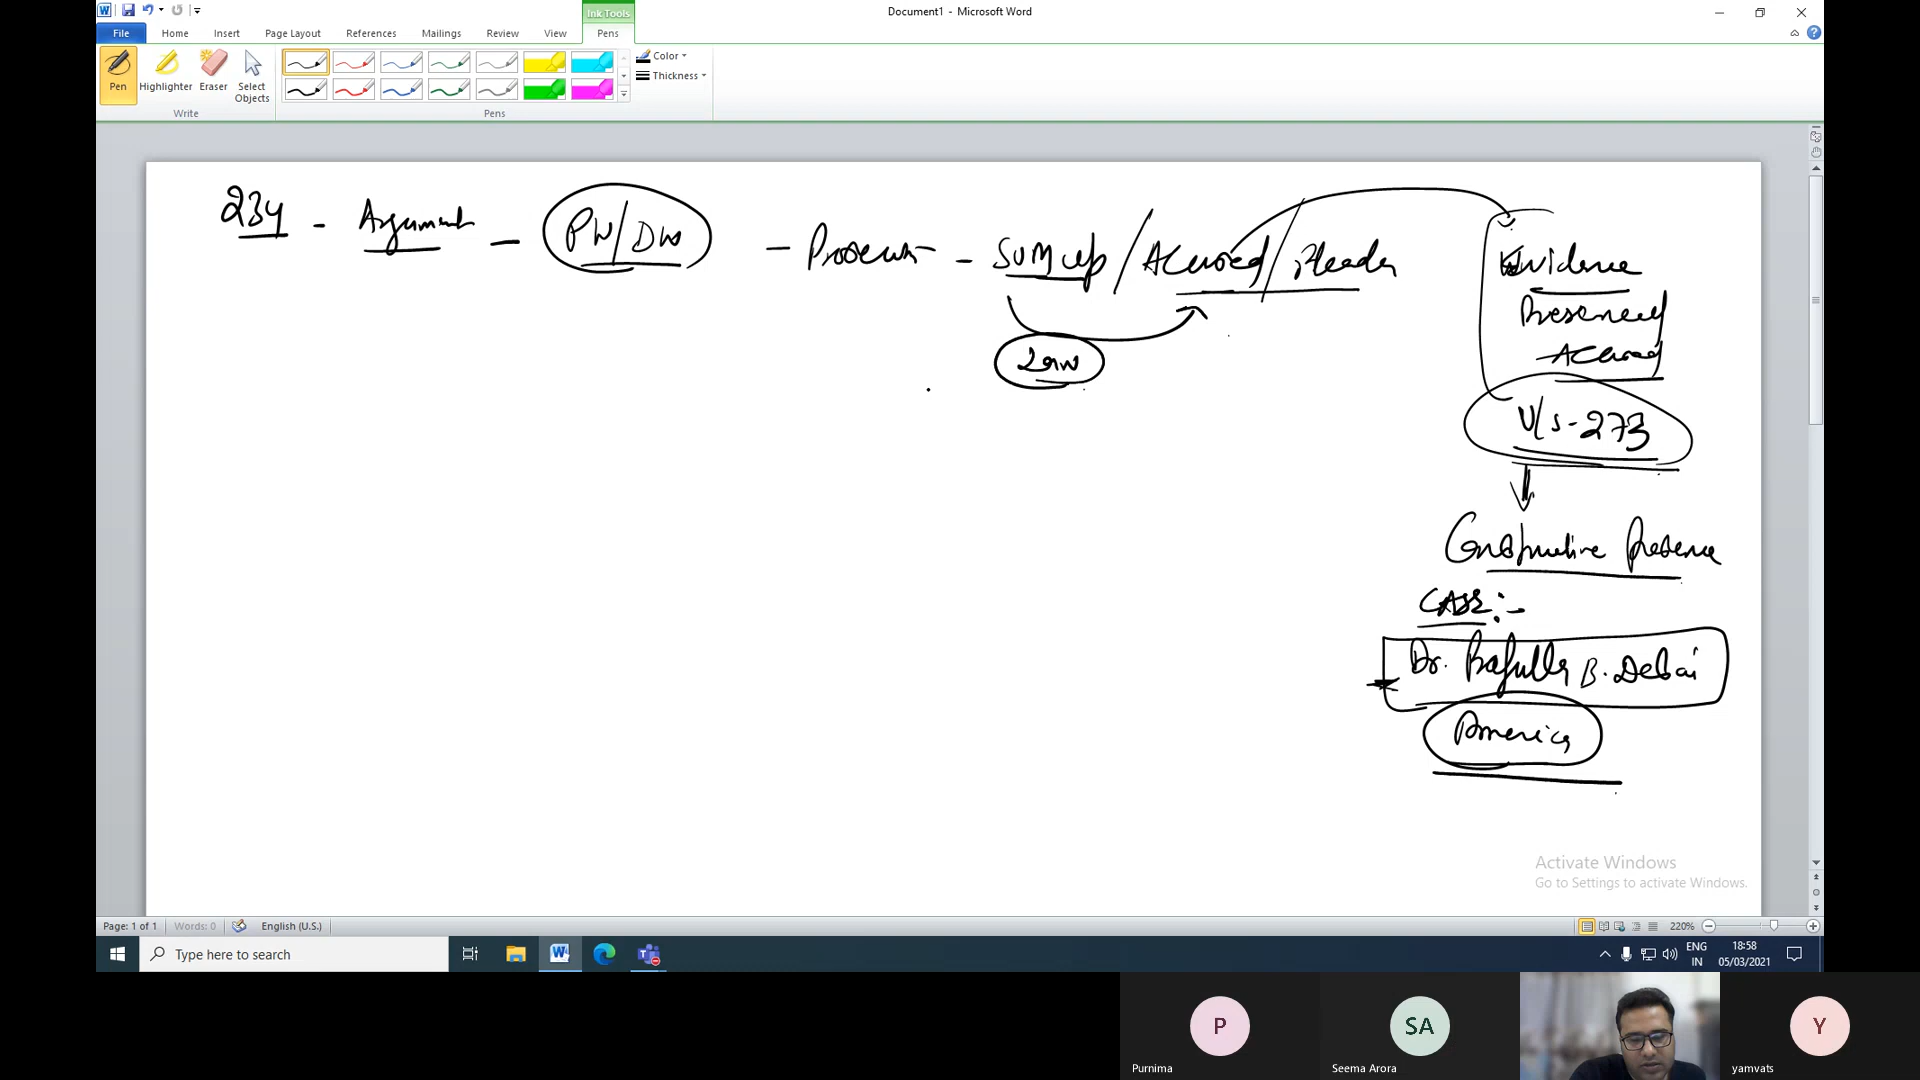 Document1 - Microsoft Word
Ink Tools
File Home Insert Page Layout References Mailings Review View Pens
Pen Highlighter Eraser Select Objects
Color
Thickness
Write Pens
234 - Argument - PW/DW - Prosecut - Sum up / Accused / Pleader
Law
Evidence
Presence of
Accused
U/s-273
Constructive Presence
CASE:-
Dr. Prafulla B. Desai
America
Activate Windows
Go to Settings to activate Windows.
Page: 1 of 1 Words: 0 English (U.S.) 220%
Type here to search
ENG
IN
18:58
05/03/2021
P SA Y
Purnima Seema Arora yamvats